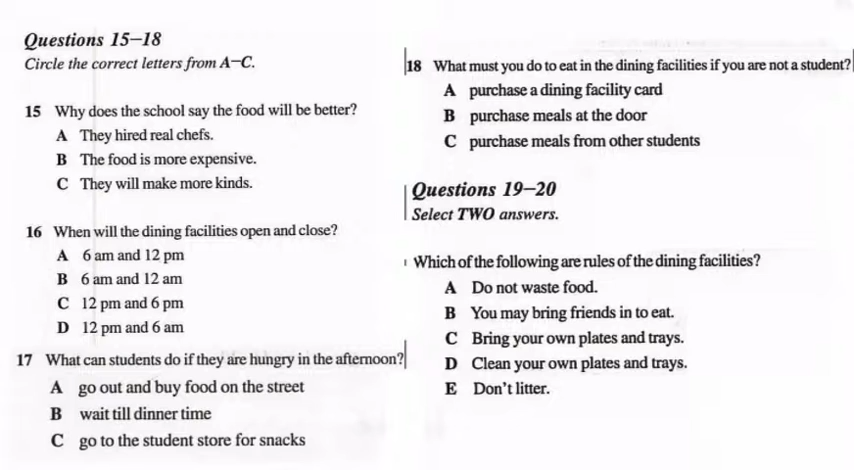 Questions 15–18
Circle the correct letters from A–C.
15 Why does the school say the food will be better?
A They hired real chefs.
B The food is more expensive.
C They will make more kinds.
16 When will the dining facilities open and close?
A 6 am and 12 pm
B 6 am and 12 am
C 12 pm and 6 pm
D 12 pm and 6 am
17 What can students do if they are hungry in the afternoon?
A go out and buy food on the street
B wait till dinner time
C go to the student store for snacks
18 What must you do to eat in the dining facilities if you are not a student?
A purchase a dining facility card
B purchase meals at the door
C purchase meals from other students
Questions 19–20
Select TWO answers.
Which of the following are rules of the dining facilities?
A Do not waste food.
B You may bring friends in to eat.
C Bring your own plates and trays.
D Clean your own plates and trays.
E Don't litter.